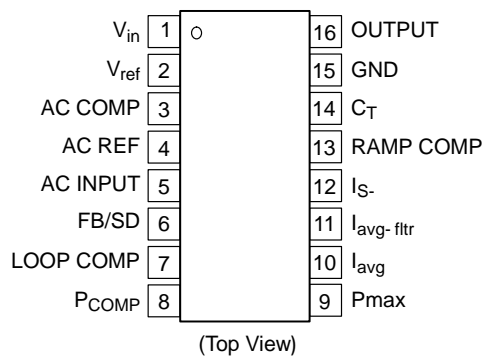 V_in 1 16 OUTPUT
V_ref 2 15 GND
AC COMP 3 14 C_T
AC REF 4 13 RAMP COMP
AC INPUT 5 12 I_S-
FB/SD 6 11 I_avg-fltr
LOOP COMP 7 10 I_avg
P_COMP 8 9 Pmax
(Top View)